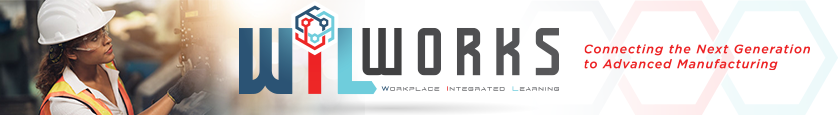 WiLWORKS
Workplace Integrated Learning
Connecting the Next Generation
to Advanced Manufacturing